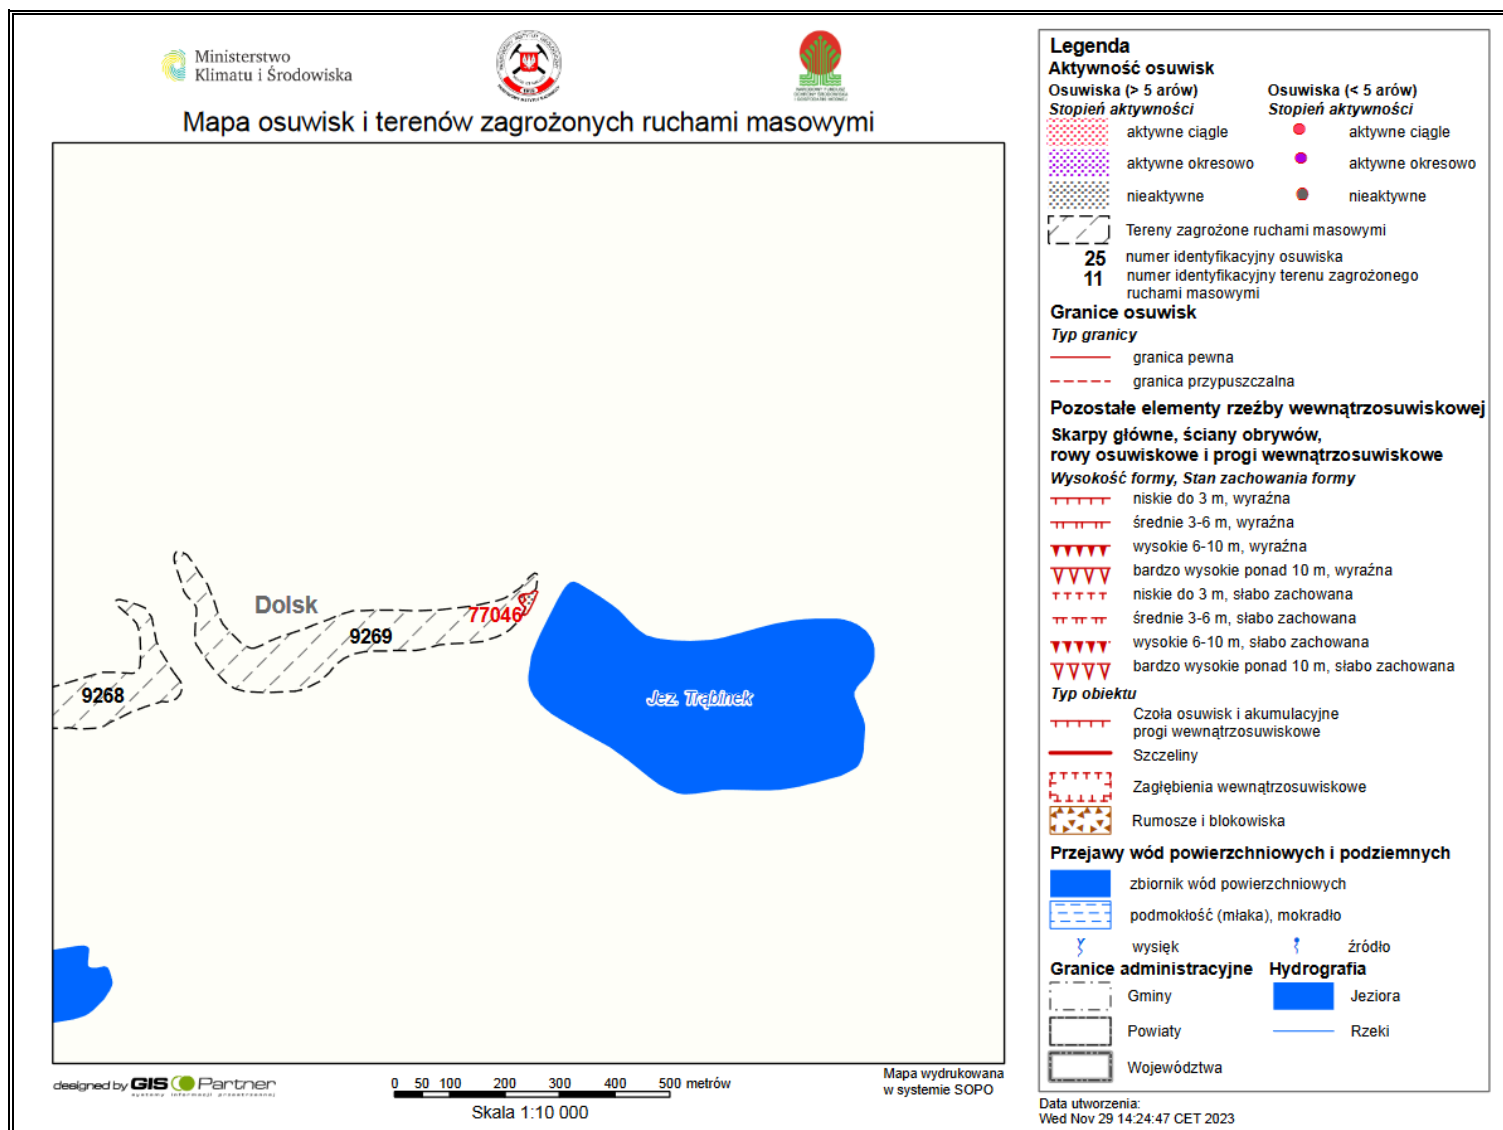 Ministerstwo
Klimatu i Środowiska
Mapa osuwisk i terenów zagrożonych ruchami masowymi
Dolsk
77046
9269
9268
Jez. Trąbinek
designed by GIS Partner
systemy informacji przestrzennej
0 50 100 200 300 400 500 metrów
Skala 1:10 000
Mapa wydrukowana
w systemie SOPO
Legenda
Aktywność osuwisk
Osuwiska (> 5 arów) Osuwiska (< 5 arów)
Stopień aktywności Stopień aktywności
aktywne ciągle aktywne ciągle
aktywne okresowo aktywne okresowo
nieaktywne nieaktywne
Tereny zagrożone ruchami masowymi
25 numer identyfikacyjny osuwiska
11 numer identyfikacyjny terenu zagrożonego
ruchami masowymi
Granice osuwisk
Typ granicy
granica pewna
granica przypuszczalna
Pozostałe elementy rzeźby wewnątrzosuwiskowej
Skarpy główne, ściany obrywów,
rowy osuwiskowe i progi wewnątrzosuwiskowe
Wysokość formy, Stan zachowania formy
niskie do 3 m, wyraźna
średnie 3-6 m, wyraźna
wysokie 6-10 m, wyraźna
bardzo wysokie ponad 10 m, wyraźna
niskie do 3 m, słabo zachowana
średnie 3-6 m, słabo zachowana
wysokie 6-10 m, słabo zachowana
bardzo wysokie ponad 10 m, słabo zachowana
Typ obiektu
Czoła osuwisk i akumulacyjne
progi wewnątrzosuwiskowe
Szczeliny
Zagłębienia wewnątrzosuwiskowe
Rumosze i blokowiska
Przejawy wód powierzchniowych i podziemnych
zbiornik wód powierzchniowych
podmokłość (młaka), mokradło
wysięk źródło
Granice administracyjne Hydrografia
Gminy Jeziora
Powiaty Rzeki
Województwa
Data utworzenia:
Wed Nov 29 14:24:47 CET 2023